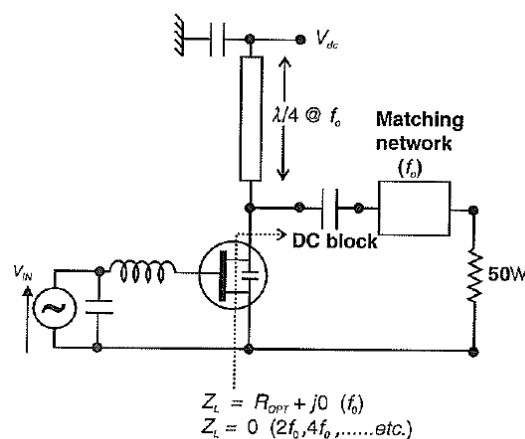 V_dc
λ/4 @ f_o
Matching
network
(f_o)
DC block
V_IN
50W
Z_L = R_OPT + j0 (f_0)
Z_L = 0 (2f_0,4f_0,......etc.)